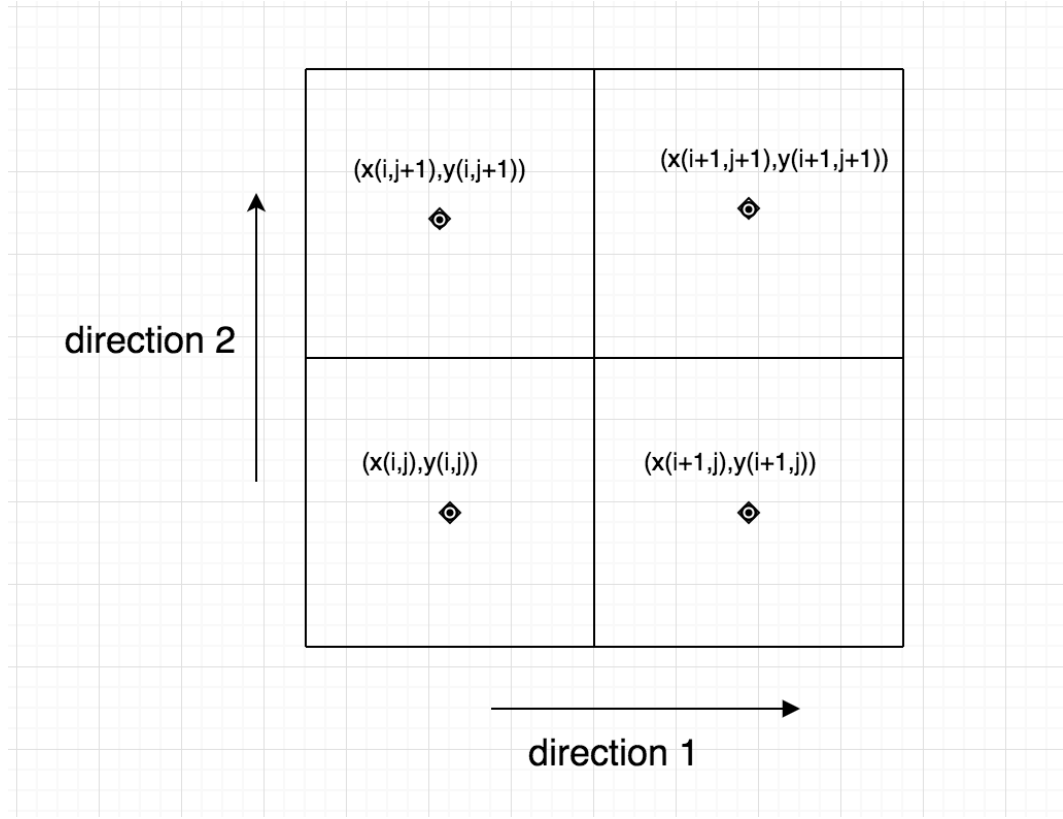 (x(i,j+1),y(i,j+1))
(x(i+1,j+1),y(i+1,j+1))
direction 2
(x(i,j),y(i,j))
(x(i+1,j),y(i+1,j))
direction 1